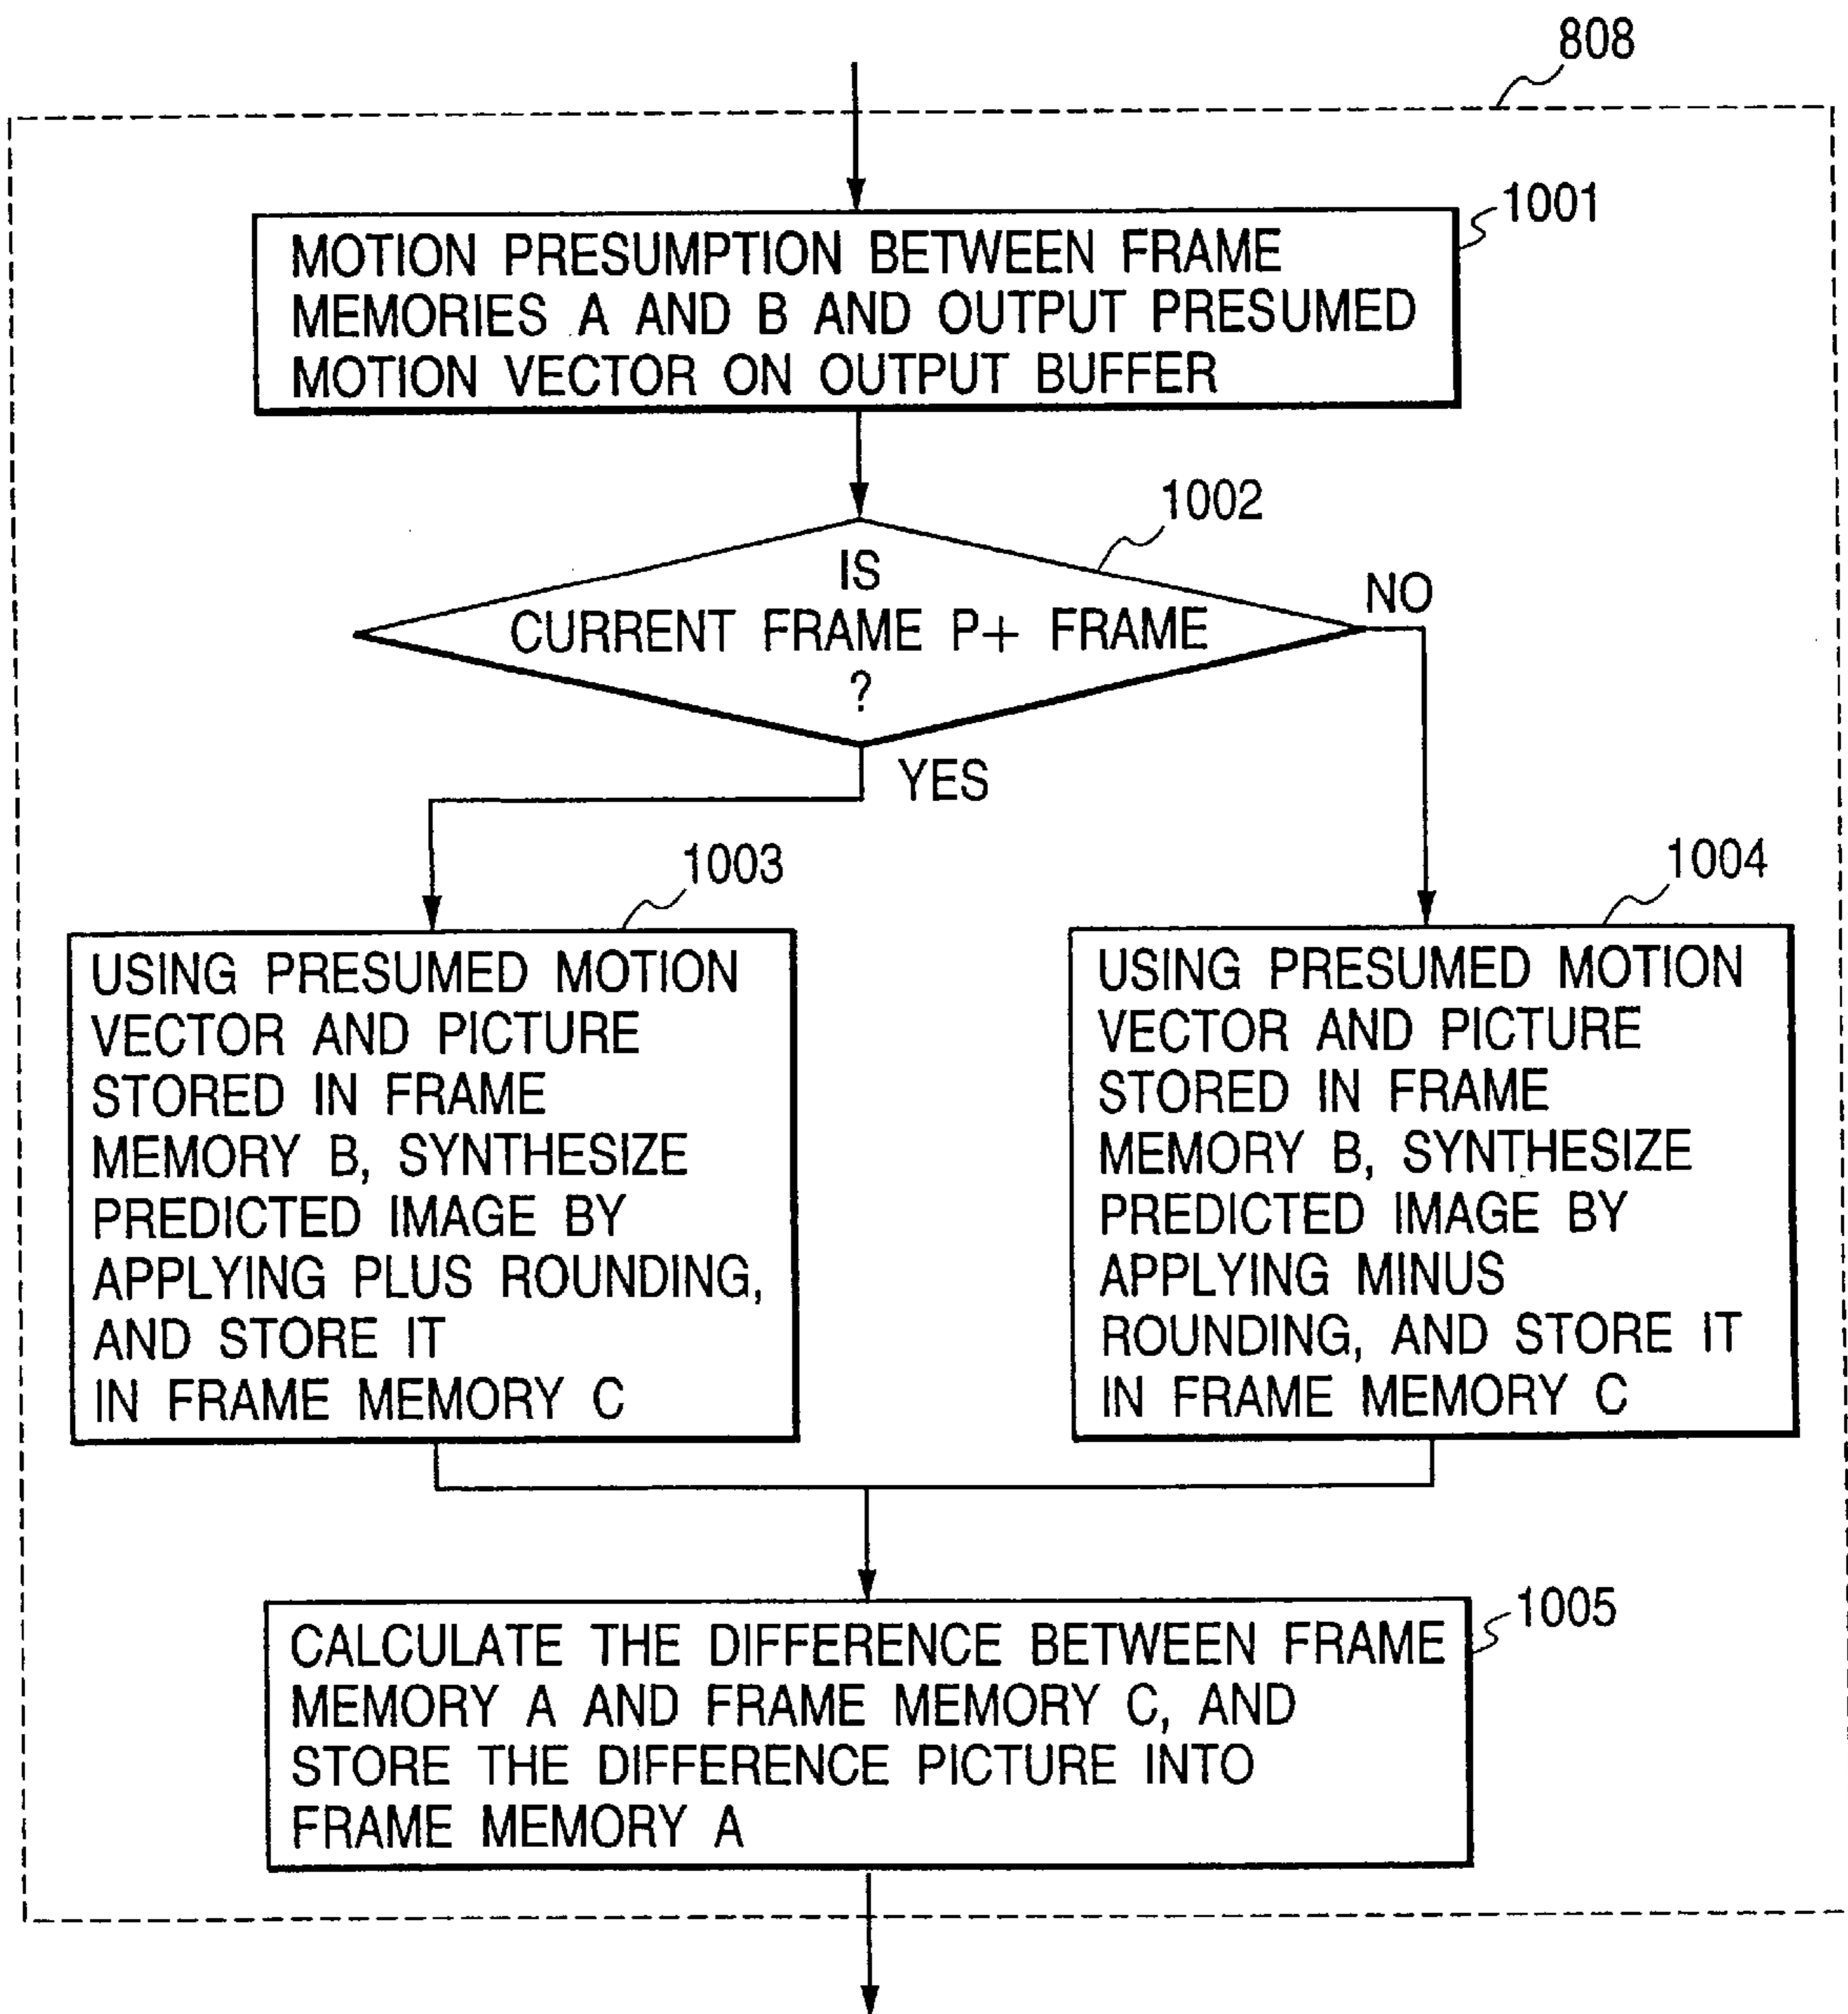 808
1001
MOTION PRESUMPTION BETWEEN FRAME
MEMORIES A AND B AND OUTPUT PRESUMED
MOTION VECTOR ON OUTPUT BUFFER
1002
IS
CURRENT FRAME P+ FRAME
?
NO
YES
1003
USING PRESUMED MOTION
VECTOR AND PICTURE
STORED IN FRAME
MEMORY B, SYNTHESIZE
PREDICTED IMAGE BY
APPLYING PLUS ROUNDING,
AND STORE IT
IN FRAME MEMORY C
1004
USING PRESUMED MOTION
VECTOR AND PICTURE
STORED IN FRAME
MEMORY B, SYNTHESIZE
PREDICTED IMAGE BY
APPLYING MINUS
ROUNDING, AND STORE IT
IN FRAME MEMORY C
1005
CALCULATE THE DIFFERENCE BETWEEN FRAME
MEMORY A AND FRAME MEMORY C, AND
STORE THE DIFFERENCE PICTURE INTO
FRAME MEMORY A